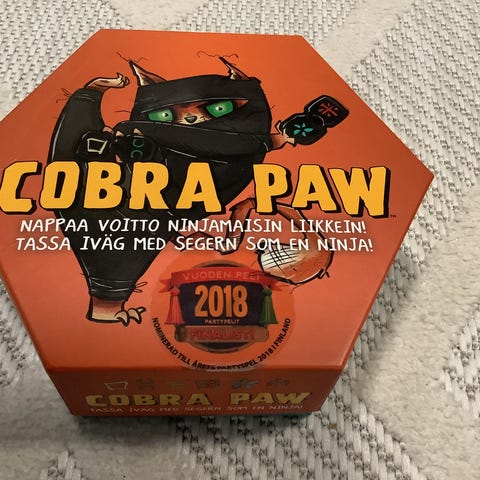 COBRA PAW™
NAPPAA VOITTO NINJAMAISIN LIIKKEIN!
TASSA IVÄG MED SEGERN SOM EN NINJA!
VUODEN PELI
2018
PARTYPELIT
FINALISTI
NOMINERAD TILL ÅRETS PARTYSPEL 2018 I FINLAND
COBRA PAW
TASSA IVÄG MED SEGERN SOM EN NINJA!